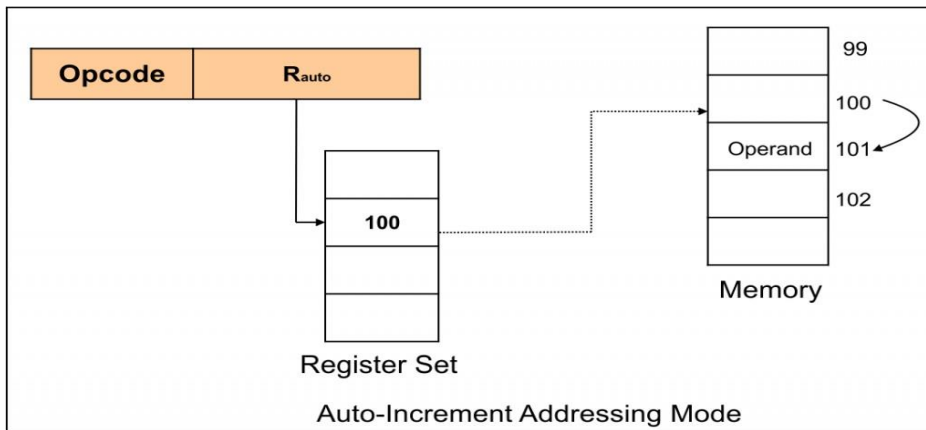 Opcode
Rauto
100
Register Set
99
100
Operand
101
102
Memory
Auto-Increment Addressing Mode